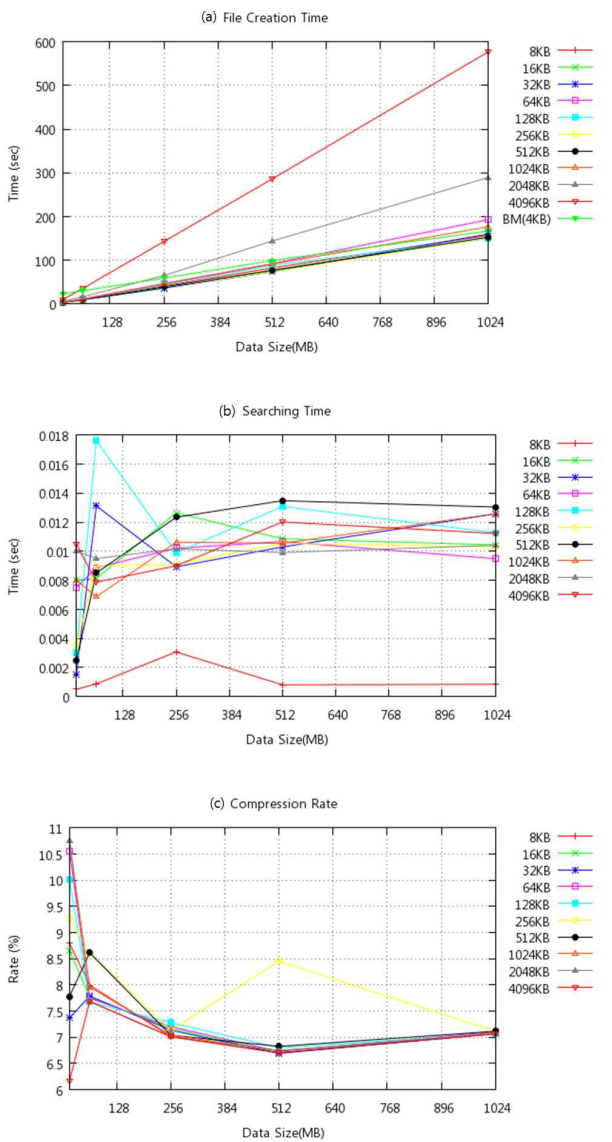 (a) File Creation Time
600
500
400
300
200
100
0
128 256 384 512 640 768 896 1024
Time (sec)
Data Size(MB)
8KB
16KB
32KB
64KB
128KB
256KB
512KB
1024KB
2048KB
4096KB
BM(4KB)
(b) Searching Time
0.018
0.016
0.014
0.012
0.01
0.008
0.006
0.004
0.002
0
128 256 384 512 640 768 896 1024
Time (sec)
Data Size(MB)
8KB
16KB
32KB
64KB
128KB
256KB
512KB
1024KB
2048KB
4096KB
(c) Compression Rate
11
10.5
10
9.5
9
8.5
8
7.5
7
6.5
6
128 256 384 512 640 768 896 1024
Rate (%)
Data Size(MB)
8KB
16KB
32KB
64KB
128KB
256KB
512KB
1024KB
2048KB
4096KB